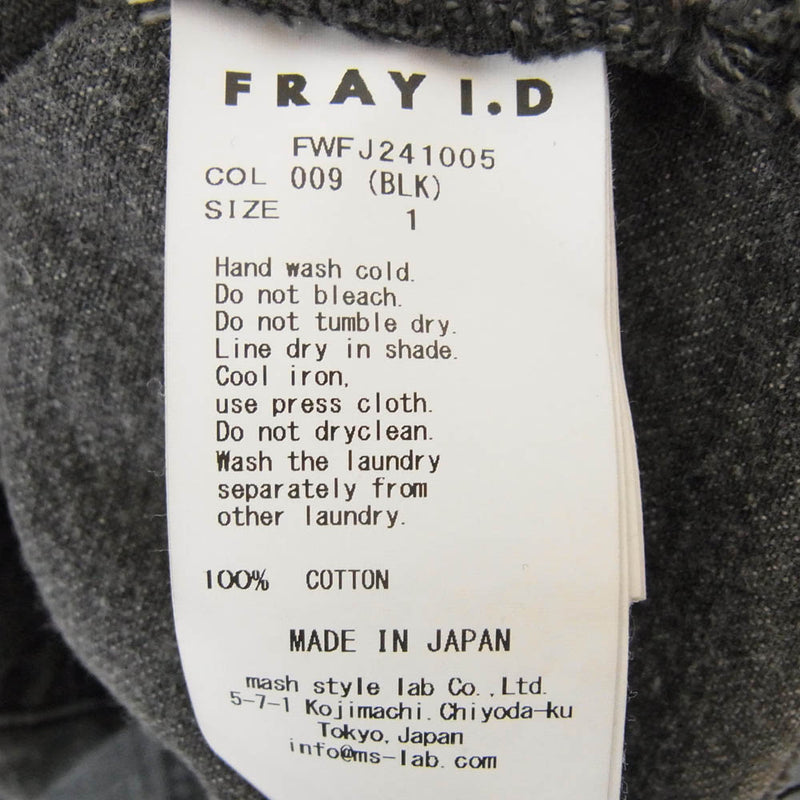 FRAY I.D
FWFJ241005
COL 009 (BLK)
SIZE 1
Hand wash cold.
Do not bleach.
Do not tumble dry.
Line dry in shade.
Cool iron,
use press cloth.
Do not dryclean.
Wash the laundry
separately from
other laundry.
100% COTTON
MADE IN JAPAN
mash style lab Co.,Ltd.
5-7-1 Kojimachi.Chiyoda-ku
Tokyo,Japan
info@ms-lab.com